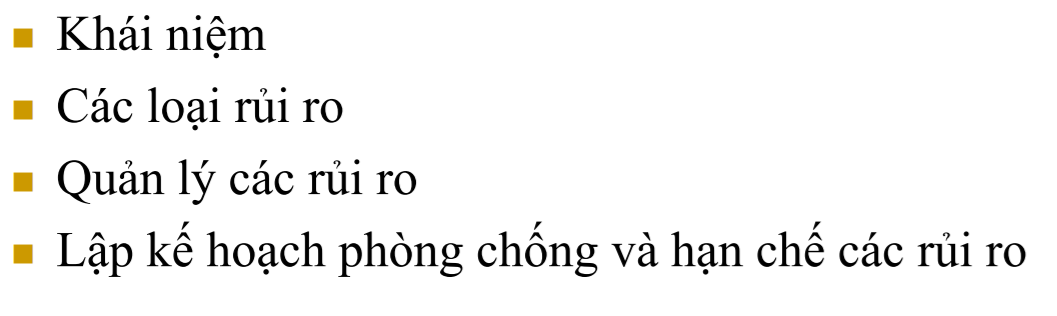 Khái niệm
Các loại rủi ro
Quản lý các rủi ro
Lập kế hoạch phòng chống và hạn chế các rủi ro